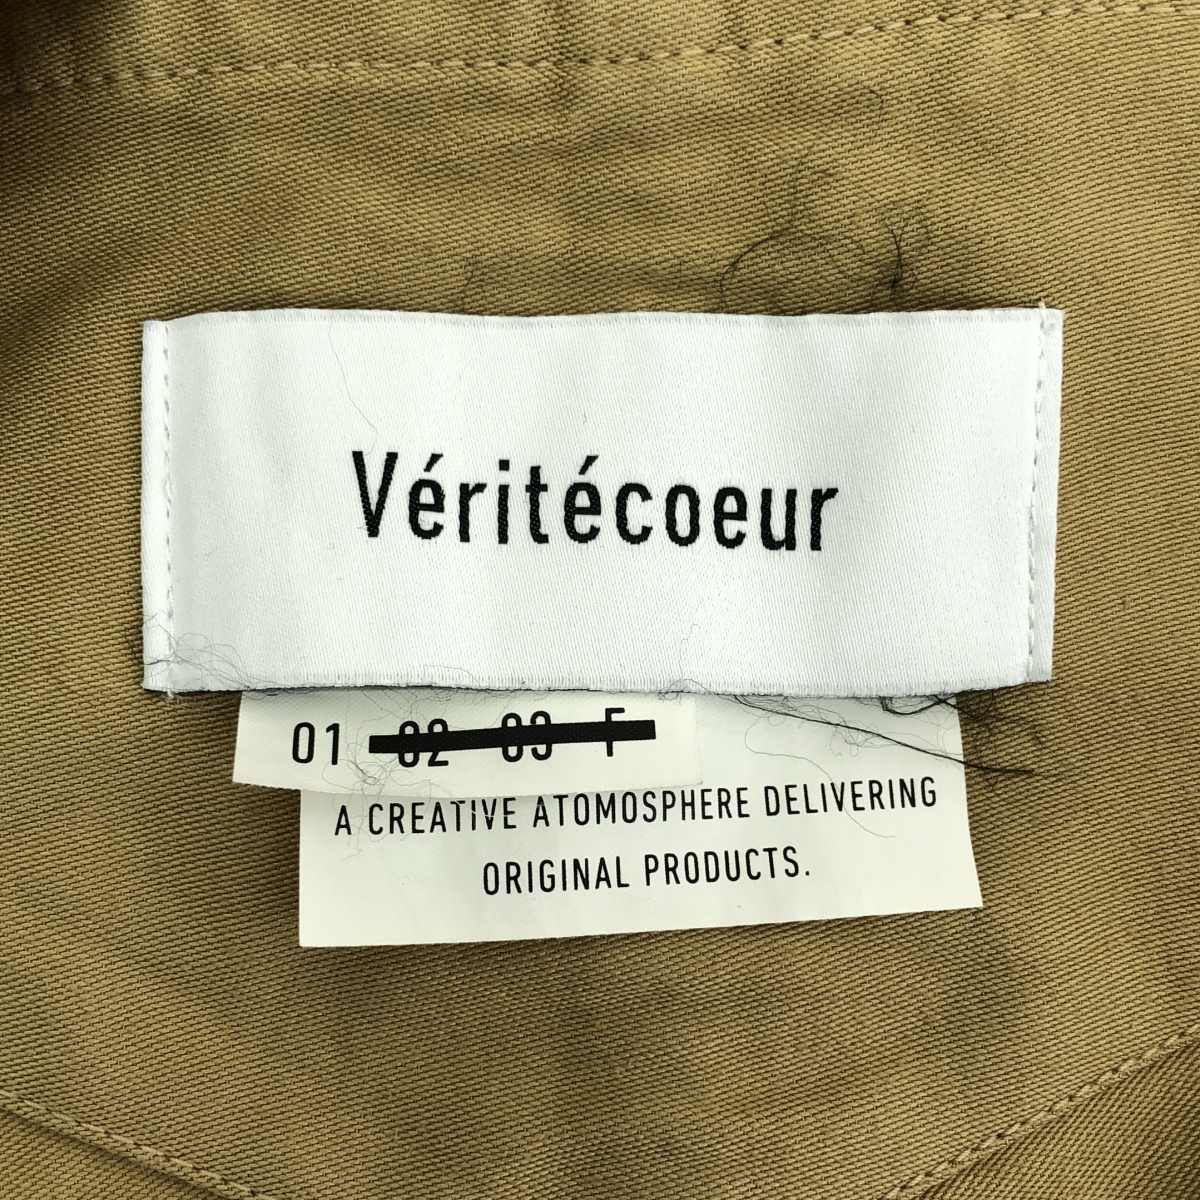 Véritécoeur
01 02 03 F
A CREATIVE ATOMOSPHERE DELIVERING
ORIGINAL PRODUCTS.